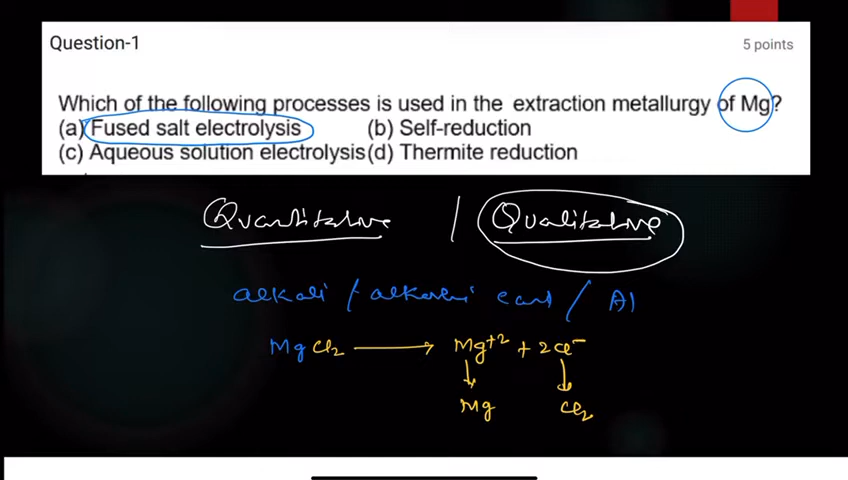 Question-1
5 points
Which of the following processes is used in the extraction metallurgy of Mg?
(a) Fused salt electrolysis (b) Self-reduction
(c) Aqueous solution electrolysis (d) Thermite reduction
Quantitative / Qualitative
alkali / alkaline eart / Al
MgCl₂ ⟶ Mg⁺² + 2Cl⁻
↓ ↓
Mg Cl₂